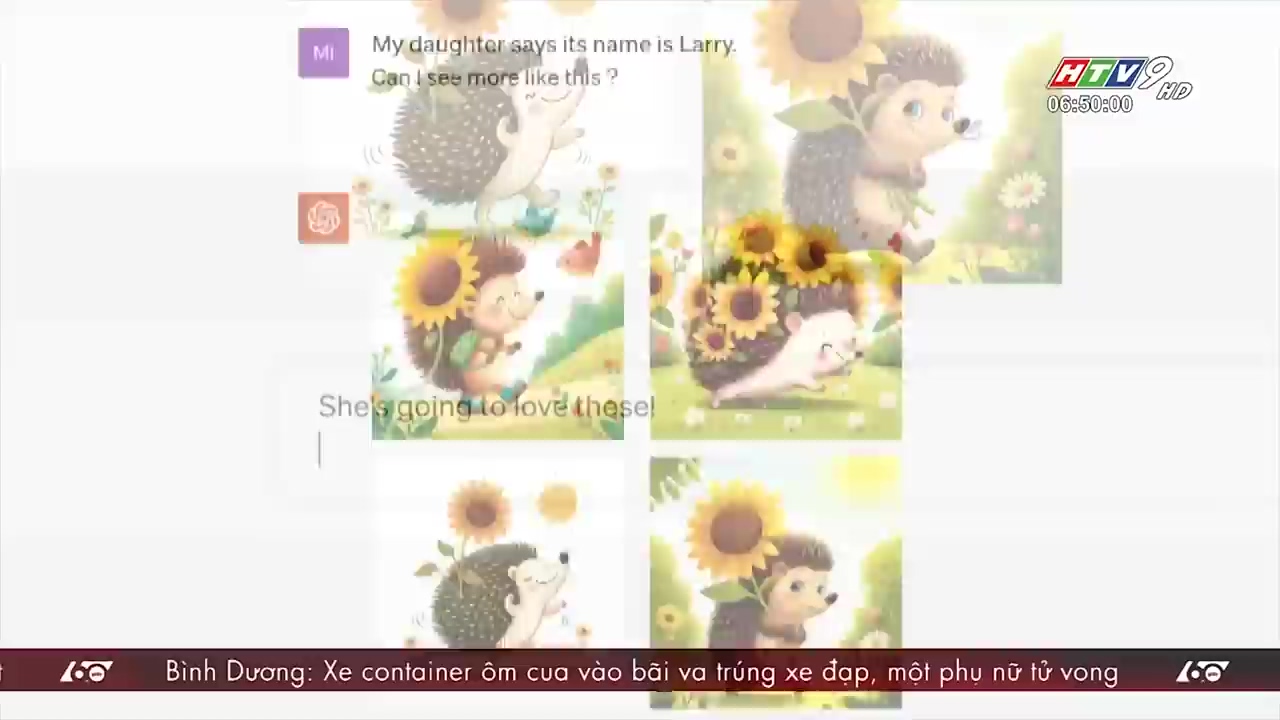 Mi
My daughter says its name is Larry.
Can I see more like this ?
HTV9
HD
06:50:00
She's going to love those!
Bình Dương: Xe container ôm cua vào bãi va trúng xe đạp, một phụ nữ tử vong